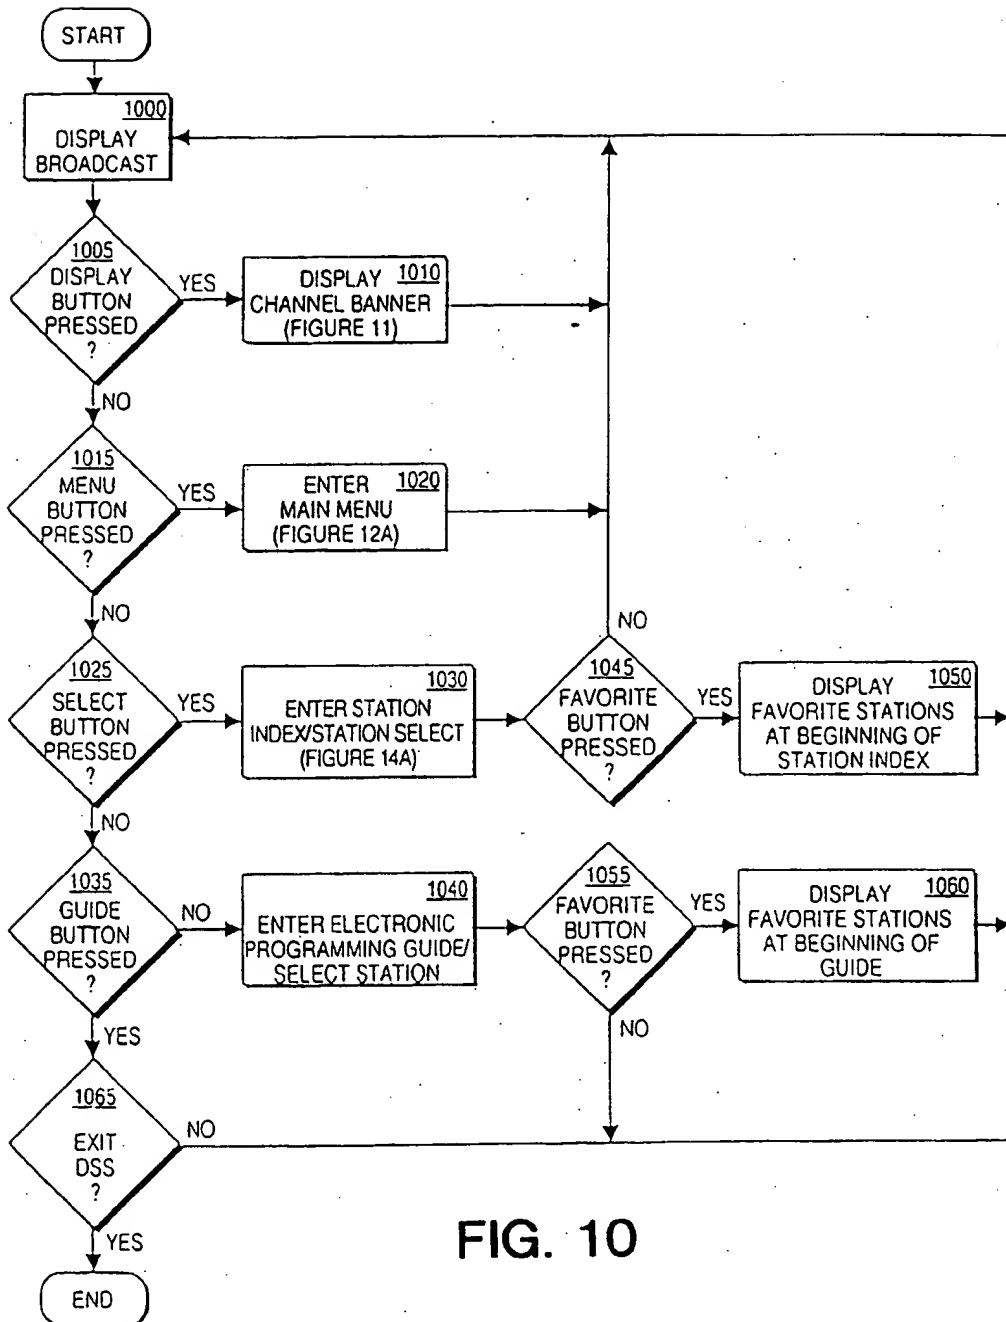 START
1000
DISPLAY
BROADCAST
1005
DISPLAY
BUTTON
PRESSED
?
YES
DISPLAY 1010
CHANNEL BANNER
(FIGURE 11)
NO
1015
MENU
BUTTON
PRESSED
?
YES
ENTER 1020
MAIN MENU
(FIGURE 12A)
NO
1025
SELECT
BUTTON
PRESSED
?
YES
1030
ENTER STATION
INDEX/STATION SELECT
(FIGURE 14A)
NO
1045
FAVORITE
BUTTON
PRESSED
?
YES
DISPLAY 1050
FAVORITE STATIONS
AT BEGINNING OF
STATION INDEX
NO
1035
GUIDE
BUTTON
PRESSED
?
NO
1040
ENTER ELECTRONIC
PROGRAMMING GUIDE/
SELECT STATION
1055
FAVORITE
BUTTON
PRESSED
?
YES
DISPLAY 1060
FAVORITE STATIONS
AT BEGINNING OF
GUIDE
NO
YES
1065
EXIT
DSS
?
NO
YES
END
FIG. 10